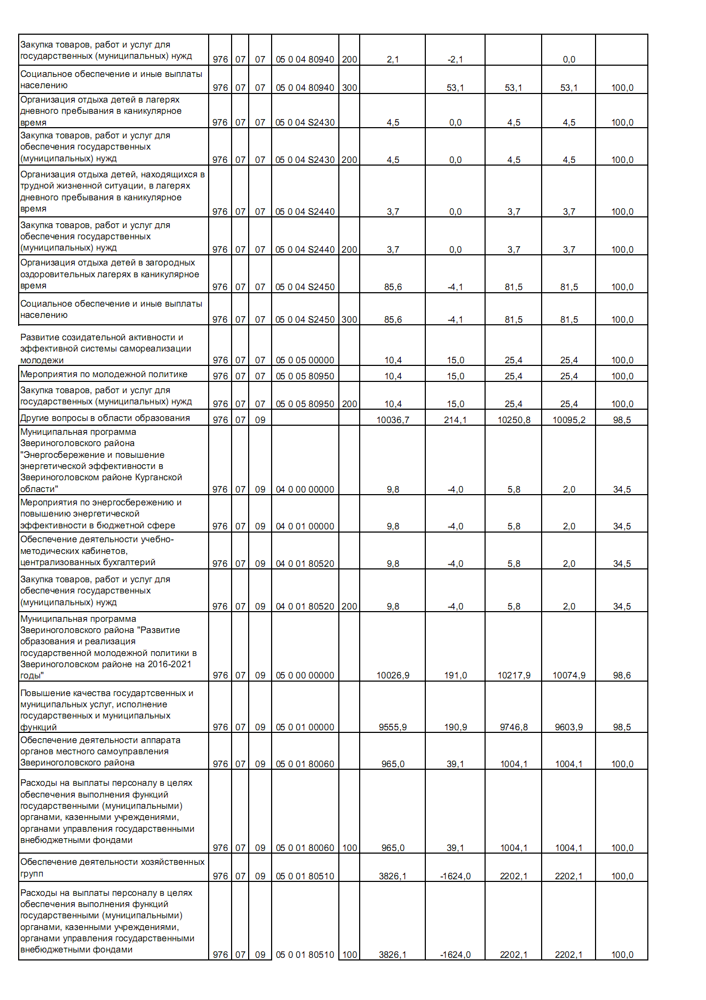 Закупка товаров, работ и услуг для
государственных (муниципальных) нужд 976 07 07 05 0 04 80940 200 2,1 -2,1 0,0
Социальное обеспечение и иные выплаты
населению 976 07 07 05 0 04 80940 300 53,1 53,1 53,1 100,0
Организация отдыха детей в лагерях
дневного пребывания в каникулярное
время 976 07 07 05 0 04 S2430 4,5 0,0 4,5 4,5 100,0
Закупка товаров, работ и услуг для
обеспечения государственных
(муниципальных) нужд 976 07 07 05 0 04 S2430 200 4,5 0,0 4,5 4,5 100,0
Организация отдыха детей, находящихся в
трудной жизненной ситуации, в лагерях
дневного пребывания в каникулярное
время 976 07 07 05 0 04 S2440 3,7 0,0 3,7 3,7 100,0
Закупка товаров, работ и услуг для
обеспечения государственных
(муниципальных) нужд 976 07 07 05 0 04 S2440 200 3,7 0,0 3,7 3,7 100,0
Организация отдыха детей в загородных
оздоровительных лагерях в каникулярное
время 976 07 07 05 0 04 S2450 85,6 -4,1 81,5 81,5 100,0
Социальное обеспечение и иные выплаты
населению 976 07 07 05 0 04 S2450 300 85,6 -4,1 81,5 81,5 100,0
Развитие созидательной активности и
эффективной системы самореализации
молодежи 976 07 07 05 0 05 00000 10,4 15,0 25,4 25,4 100,0
Мероприятия по молодежной политике 976 07 07 05 0 05 80950 10,4 15,0 25,4 25,4 100,0
Закупка товаров, работ и услуг для
государственных (муниципальных) нужд 976 07 07 05 0 05 80950 200 10,4 15,0 25,4 25,4 100,0
Другие вопросы в области образования 976 07 09 10036,7 214,1 10250,8 10095,2 98,5
Муниципальная программа
Звериноголовского района
"Энергосбережение и повышение
энергетической эффективности в
Звериноголовском районе Курганской
области" 976 07 09 04 0 00 00000 9,8 -4,0 5,8 2,0 34,5
Мероприятия по энергосбережению и
повышению энергетической
эффективности в бюджетной сфере 976 07 09 04 0 01 00000 9,8 -4,0 5,8 2,0 34,5
Обеспечение деятельности учебно-
методических кабинетов,
централизованных бухгалтерий 976 07 09 04 0 01 80520 9,8 -4,0 5,8 2,0 34,5
Закупка товаров, работ и услуг для
обеспечения государственных
(муниципальных) нужд 976 07 09 04 0 01 80520 200 9,8 -4,0 5,8 2,0 34,5
Муниципальная программа
Звериноголовского района "Развитие
образования и реализация
государственной молодежной политики в
Звериноголовском районе на 2016-2021
годы" 976 07 09 05 0 00 00000 10026,9 191,0 10217,9 10074,9 98,6
Повышение качества государтсвенных и
муниципальных услуг, исполнение
государственных и муниципальных
функций 976 07 09 05 0 01 00000 9555,9 190,9 9746,8 9603,9 98,5
Обеспечение деятельности аппарата
органов местного самоуправления
Звериноголовского района 976 07 09 05 0 01 80060 965,0 39,1 1004,1 1004,1 100,0
Расходы на выплаты персоналу в целях
обеспечения выполнения функций
государственными (муниципальными)
органами, казенными учреждениями,
органами управления государственными
внебюджетными фондами 976 07 09 05 0 01 80060 100 965,0 39,1 1004,1 1004,1 100,0
Обеспечение деятельности хозяйственных
групп 976 07 09 05 0 01 80510 3826,1 -1624,0 2202,1 2202,1 100,0
Расходы на выплаты персоналу в целях
обеспечения выполнения функций
государственными (муниципальными)
органами, казенными учреждениями,
органами управления государственными
внебюджетными фондами 976 07 09 05 0 01 80510 100 3826,1 -1624,0 2202,1 2202,1 100,0